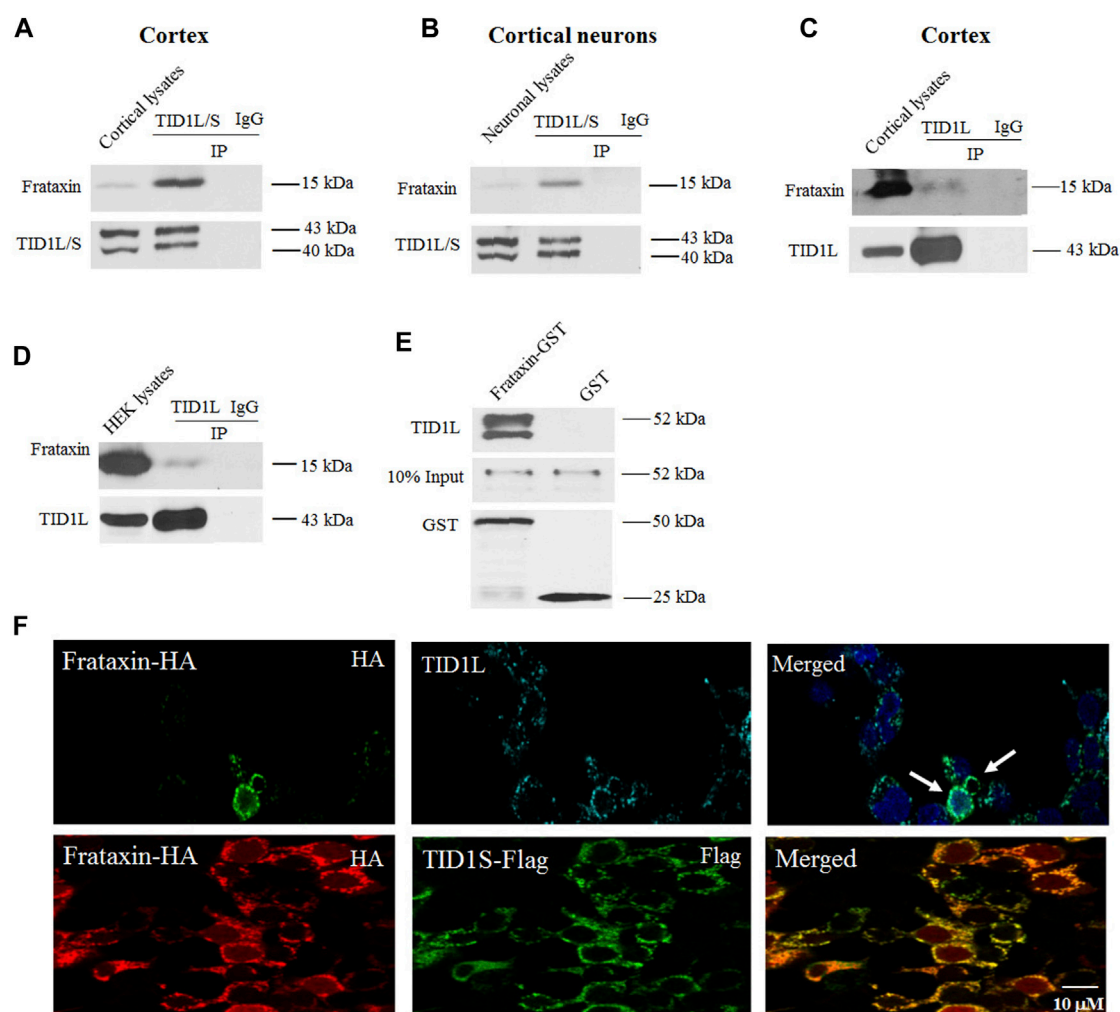 A
Cortex
Cortical lysates
TID1L/S IgG
IP
Frataxin
15 kDa
TID1L/S
43 kDa
40 kDa
B
Cortical neurons
Neuronal lysates
TID1L/S IgG
IP
Frataxin
15 kDa
TID1L/S
43 kDa
40 kDa
C
Cortex
Cortical lysates
TID1L IgG
IP
Frataxin
15 kDa
TID1L
43 kDa
D
HEK lysates
TID1L IgG
IP
Frataxin
15 kDa
TID1L
43 kDa
E
Frataxin-GST
GST
TID1L
52 kDa
10% Input
52 kDa
GST
50 kDa
25 kDa
F
Frataxin-HA HA
TID1L
Merged
Frataxin-HA HA
TID1S-Flag Flag
Merged
10 µM